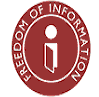 FREEDOM OF INFORMATION
i